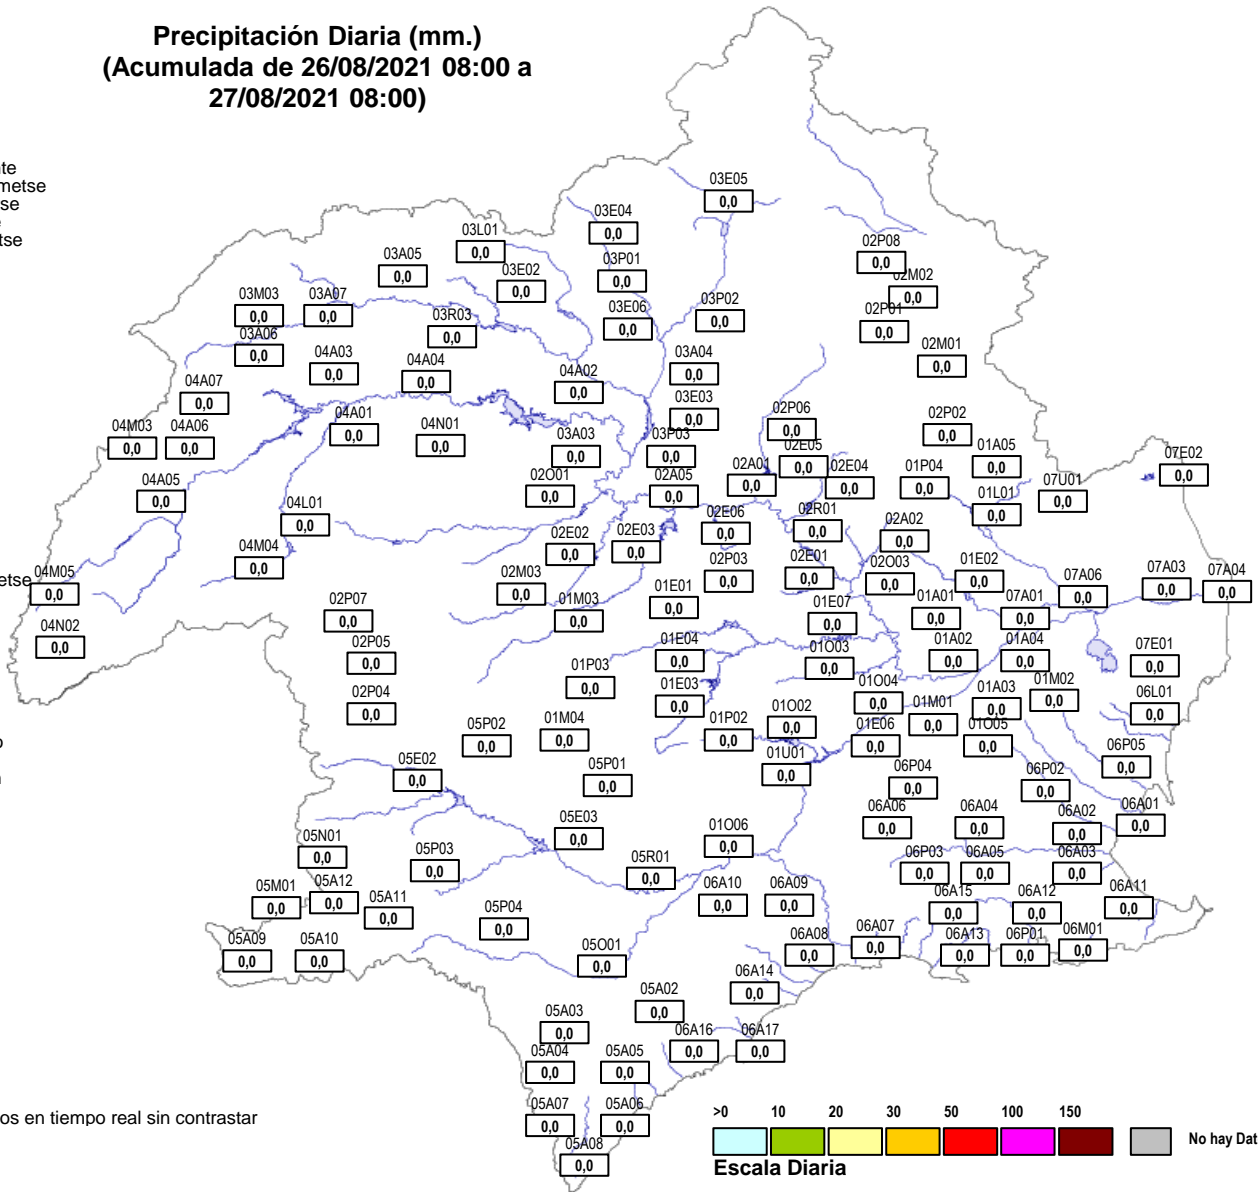 Precipitación Diaria (mm.)
(Acumulada de 26/08/2021 08:00 a
27/08/2021 08:00)
metse
03E05
0,0
03E04
0,0
03L01
0,0
03A05
0,0
03P01
0,0
03E02
0,0
02P08
0,0
02M02
0,0
03M03
0,0
03A07
0,0
03R03
0,0
03E06
0,0
03P02
0,0
02P01
0,0
03A06
0,0
04A03
0,0
04A04
0,0
04A02
0,0
03A04
0,0
02M01
0,0
04A07
0,0
03E03
0,0
04M03
0,0
04A06
0,0
04A01
0,0
04N01
0,0
03A03
0,0
03P03
0,0
02P06
0,0
02E05
0,0
02P02
0,0
01A05
0,0
07E02
0,0
04A05
0,0
02O01
0,0
02A05
0,0
02A01
0,0
02E04
0,0
01P04
0,0
01L01
0,0
07U01
0,0
04L01
0,0
02E06
0,0
02R01
0,0
02A02
0,0
04M04
0,0
02E02
0,0
02E03
0,0
metse
04M05
0,0
02M03
0,0
02P03
0,0
02E01
0,0
02O03
0,0
01E02
0,0
07A06
0,0
07A03
0,0
07A04
0,0
02P07
0,0
01M03
0,0
01E01
0,0
01E07
0,0
01A01
0,0
07A01
0,0
04N02
0,0
02P05
0,0
01E04
0,0
01O03
0,0
01A02
0,0
01A04
0,0
07E01
0,0
02P04
0,0
01P03
0,0
01E03
0,0
01O04
0,0
01M01
0,0
01A03
0,0
01M02
0,0
06L01
0,0
05P02
0,0
01M04
0,0
01P02
0,0
01O02
0,0
01E06
0,0
01O05
0,0
05E02
0,0
05P01
0,0
01U01
0,0
06P04
0,0
06P02
0,0
06P05
0,0
05E03
0,0
01O06
0,0
06A06
0,0
06A04
0,0
06A02
0,0
06A01
0,0
05N01
0,0
05P03
0,0
05R01
0,0
06P03
0,0
06A05
0,0
06A03
0,0
05M01
0,0
05A12
0,0
05A11
0,0
05P04
0,0
06A10
0,0
06A09
0,0
06A15
0,0
06A12
0,0
06A11
0,0
05A09
0,0
05A10
0,0
05O01
0,0
06A08
0,0
06A07
0,0
06A13
0,0
06P01
0,0
06M01
0,0
06A14
0,0
05A02
0,0
05A03
0,0
06A16
0,0
06A17
0,0
05A04
0,0
05A05
0,0
05A07
0,0
05A06
0,0
05A08
0,0
os en tiempo real sin contrastar
>0 10 20 30 50 100 150
No hay Dat
Escala Diaria